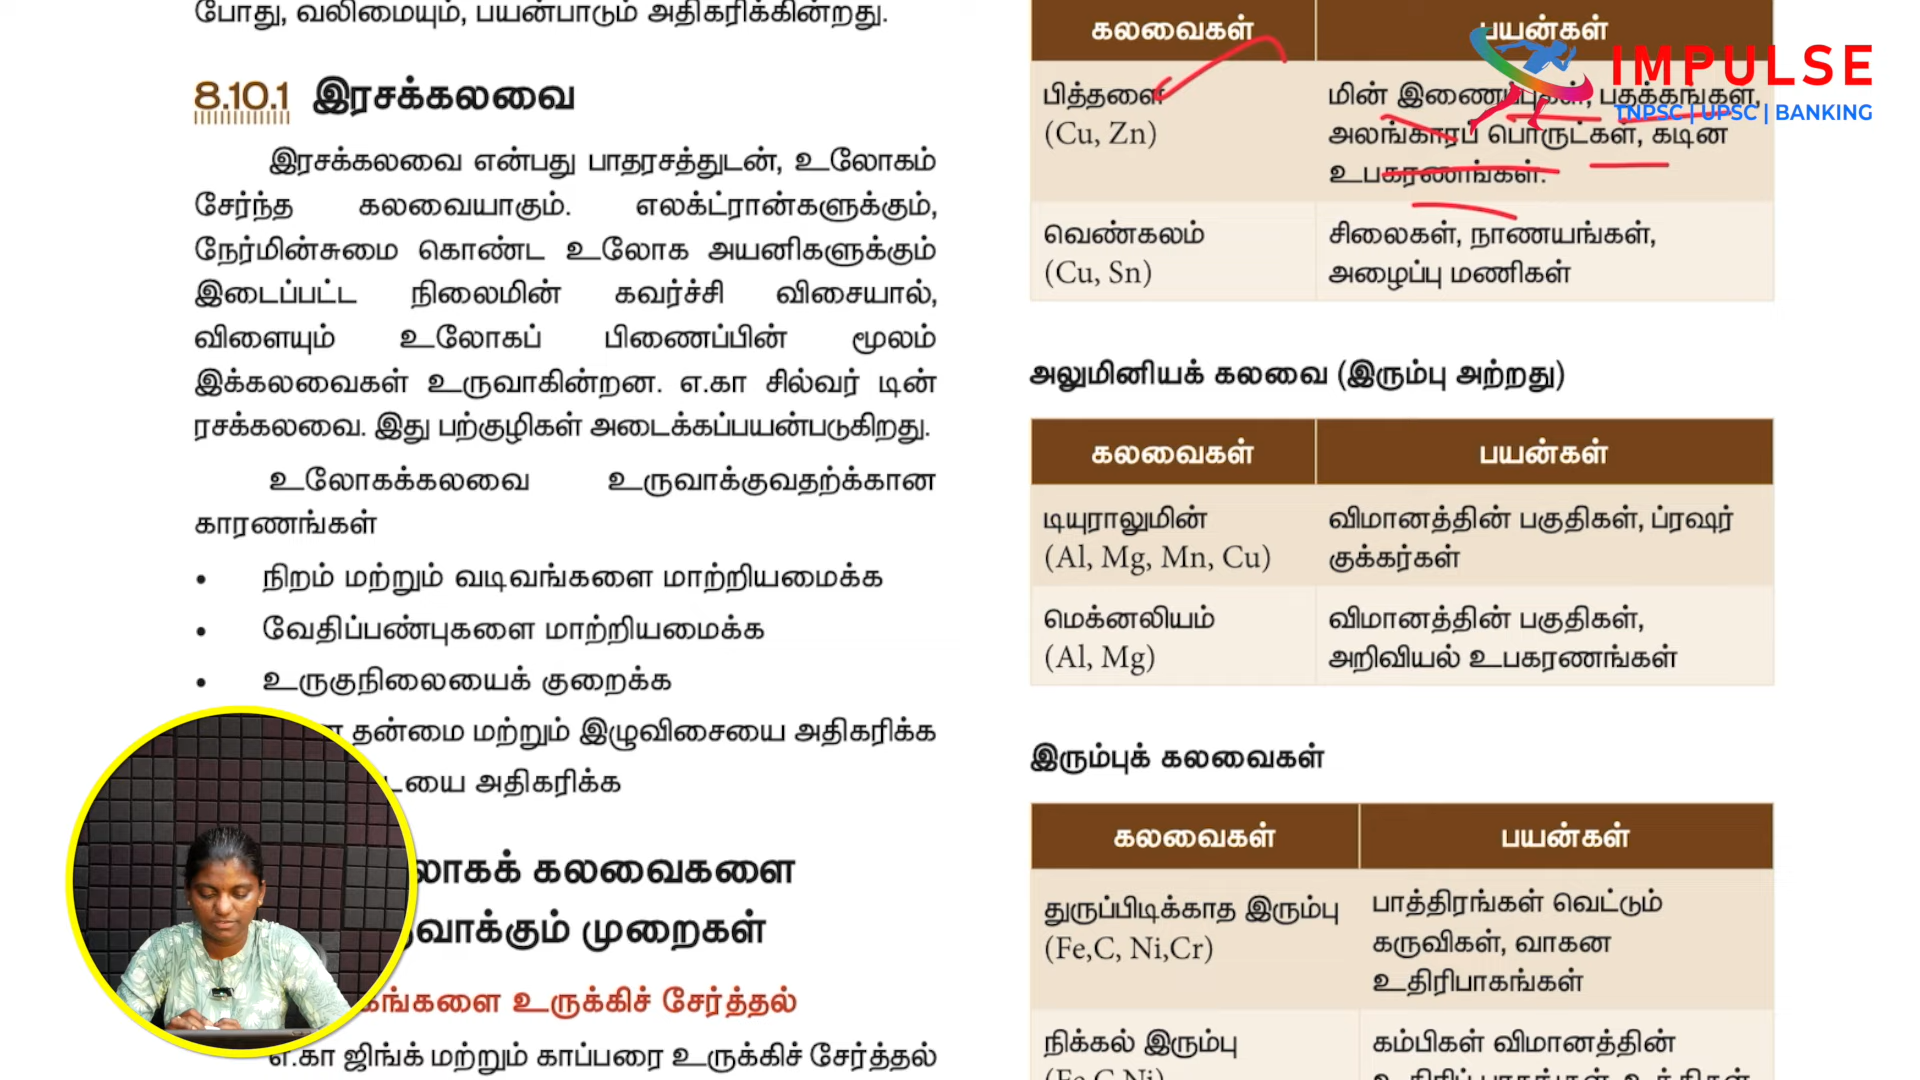 போது, வலிமையும், பயன்பாடும் அதிகரிக்கின்றது.
8.10.1 இரசக்கலவை
இரசக்கலவை என்பது பாதரசத்துடன், உலோகம்
சேர்ந்த கலவையாகும். எலக்ட்ரான்களுக்கும்,
நேர்மின்சுமை கொண்ட உலோக அயனிகளுக்கும்
இடைப்பட்ட நிலைமின் கவர்ச்சி விசையால்,
விளையும் உலோகப் பிணைப்பின் மூலம்
இக்கலவைகள் உருவாகின்றன. எ.கா சில்வர் டின்
ரசக்கலவை. இது பற்குழிகள் அடைக்கப்பயன்படுகிறது.
உலோகக்கலவை உருவாக்குவதற்க்கான
காரணங்கள்
• நிறம் மற்றும் வடிவங்களை மாற்றியமைக்க
• வேதிப்பண்புகளை மாற்றியமைக்க
• உருகுநிலையைக் குறைக்க
தன்மை மற்றும் இழுவிசையை அதிகரிக்க
டயை அதிகரிக்க
லாகக் கலவைகளை
வாக்கும் முறைகள்
கங்களை உருக்கிச் சேர்த்தல்
எ.கா ஜிங்க் மற்றும் காப்பரை உருக்கிச் சேர்த்தல்
கலவைகள் பயன்கள்
பித்தளை
(Cu, Zn)
மின் இணைப்புகள், பதக்கங்கள்,
அலங்காரப் பொருட்கள், கடின
உபகரணங்கள்.
வெண்கலம்
(Cu, Sn)
சிலைகள், நாணயங்கள்,
அழைப்பு மணிகள்
அலுமினியக் கலவை (இரும்பு அற்றது)
கலவைகள் பயன்கள்
டியுராலுமின்
(Al, Mg, Mn, Cu)
விமானத்தின் பகுதிகள், ப்ரஷர்
குக்கர்கள்
மெக்னலியம்
(Al, Mg)
விமானத்தின் பகுதிகள்,
அறிவியல் உபகரணங்கள்
இரும்புக் கலவைகள்
கலவைகள் பயன்கள்
துருப்பிடிக்காத இரும்பு
(Fe,C, Ni,Cr)
பாத்திரங்கள் வெட்டும்
கருவிகள், வாகன
உதிரிபாகங்கள்
நிக்கல் இரும்பு
(Fe,C,Ni)
கம்பிகள் விமானத்தின்
IMPULSE
TNPSC | UPSC | BANKING